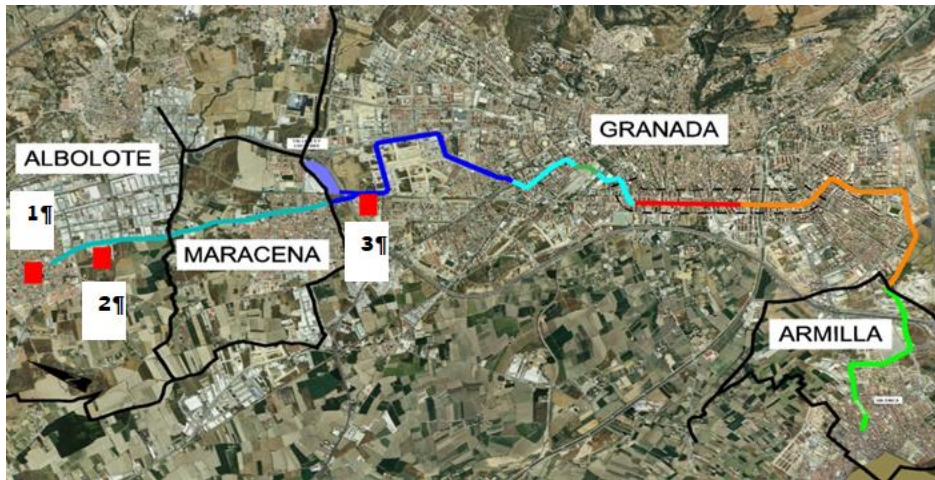 GRANADA
ALBOLOTE
1¶
MARACENA
3¶
2¶
ARMILLA